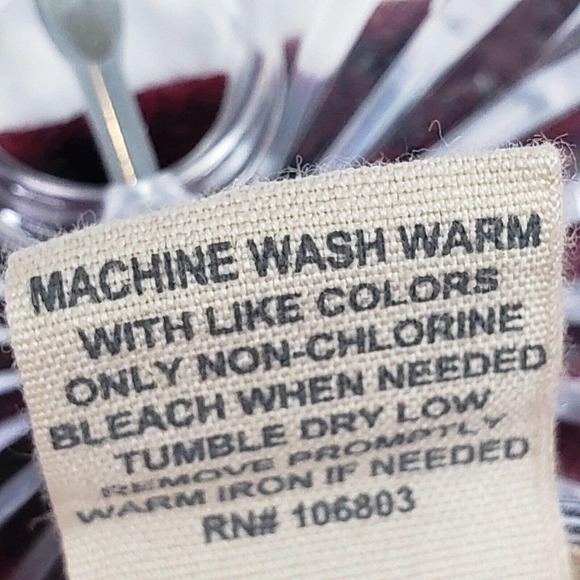 MACHINE WASH WARM
WITH LIKE COLORS
ONLY NON-CHLORINE
BLEACH WHEN NEEDED
TUMBLE DRY LOW
REMOVE PROMPTLY
WARM IRON IF NEEDED
RN# 106803